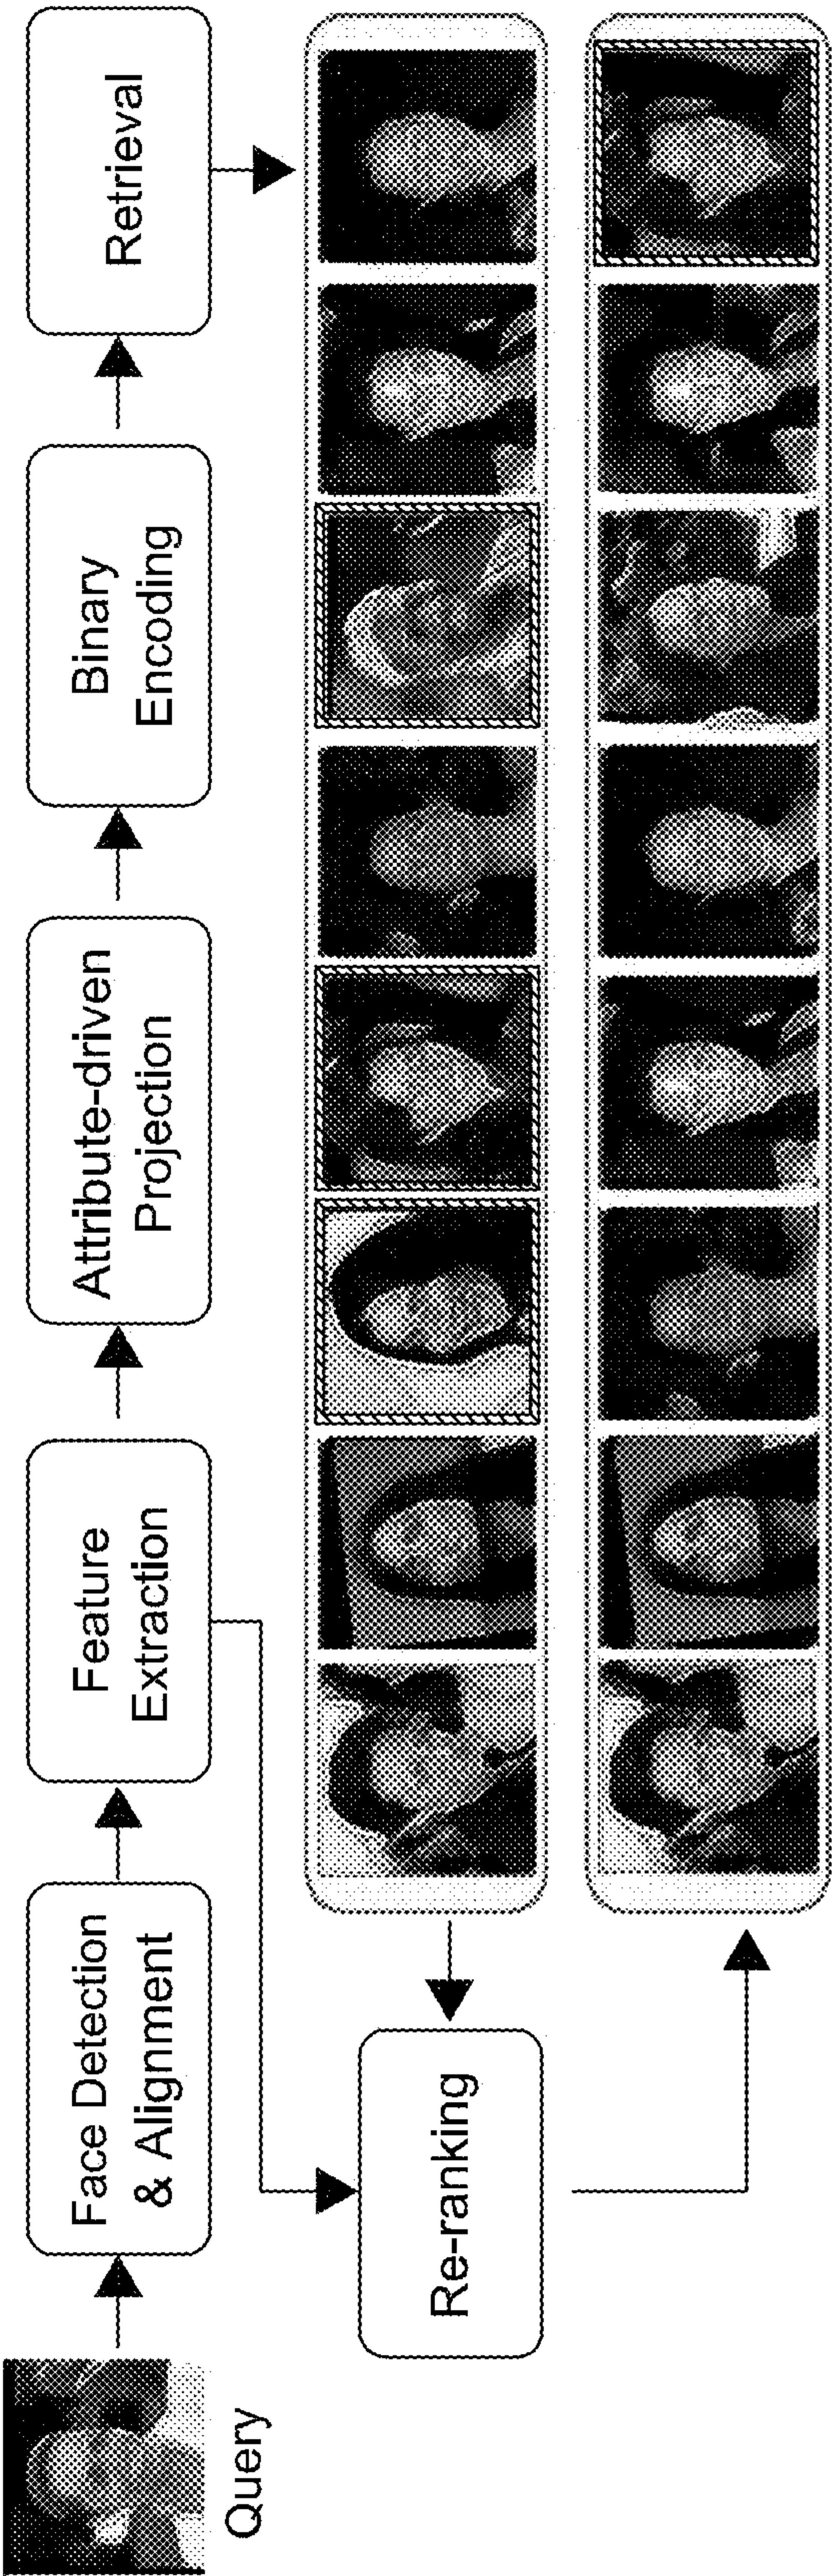 Query
Face Detection
& Alignment
Feature
Extraction
Attribute-driven
Projection
Binary
Encoding
Retrieval
Re-ranking